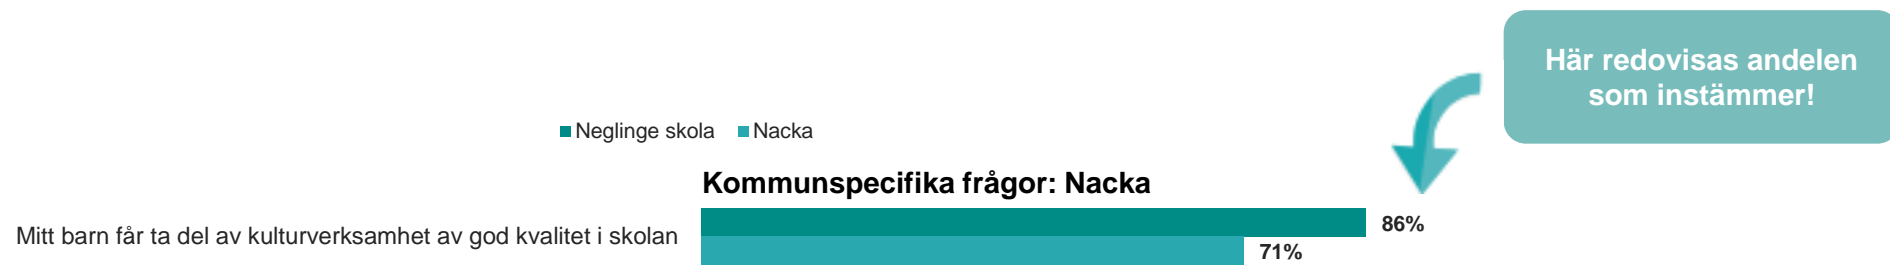 Här redovisas andelen
som instämmer!
Neglinge skola Nacka
Kommunspecifika frågor: Nacka
Mitt barn får ta del av kulturverksamhet av god kvalitet i skolan
86%
71%